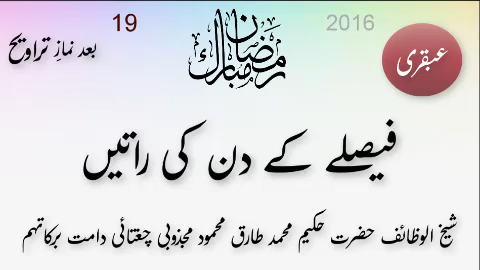 2016
عبقری
رمضان مبارک
19
بعد نمازِ تراویح
فیصلے کے دن کی راتیں
شیخ الوظائف حضرت حکیم محمد طارق محمود مجذوبی چغتائی دامت برکاتہم